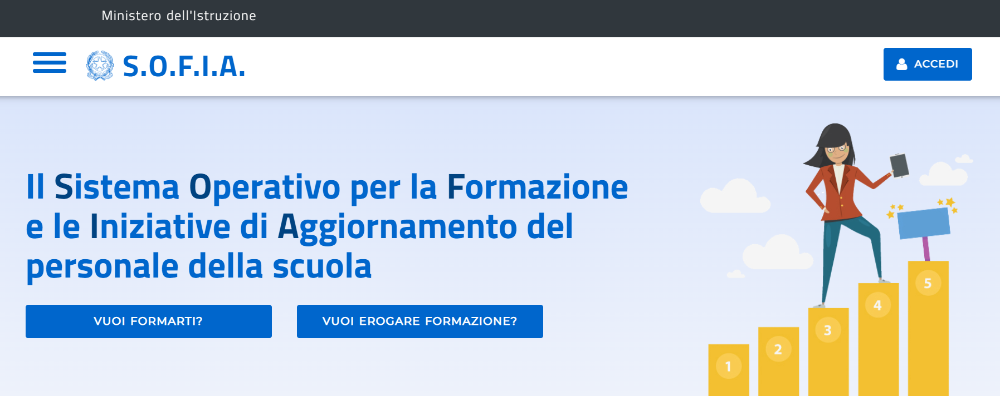 Ministero dell'Istruzione
S.O.F.I.A.
ACCEDI
Il Sistema Operativo per la Formazione
e le Iniziative di Aggiornamento del
personale della scuola
VUOI FORMARTI?
VUOI EROGARE FORMAZIONE?
1
2
3
4
5